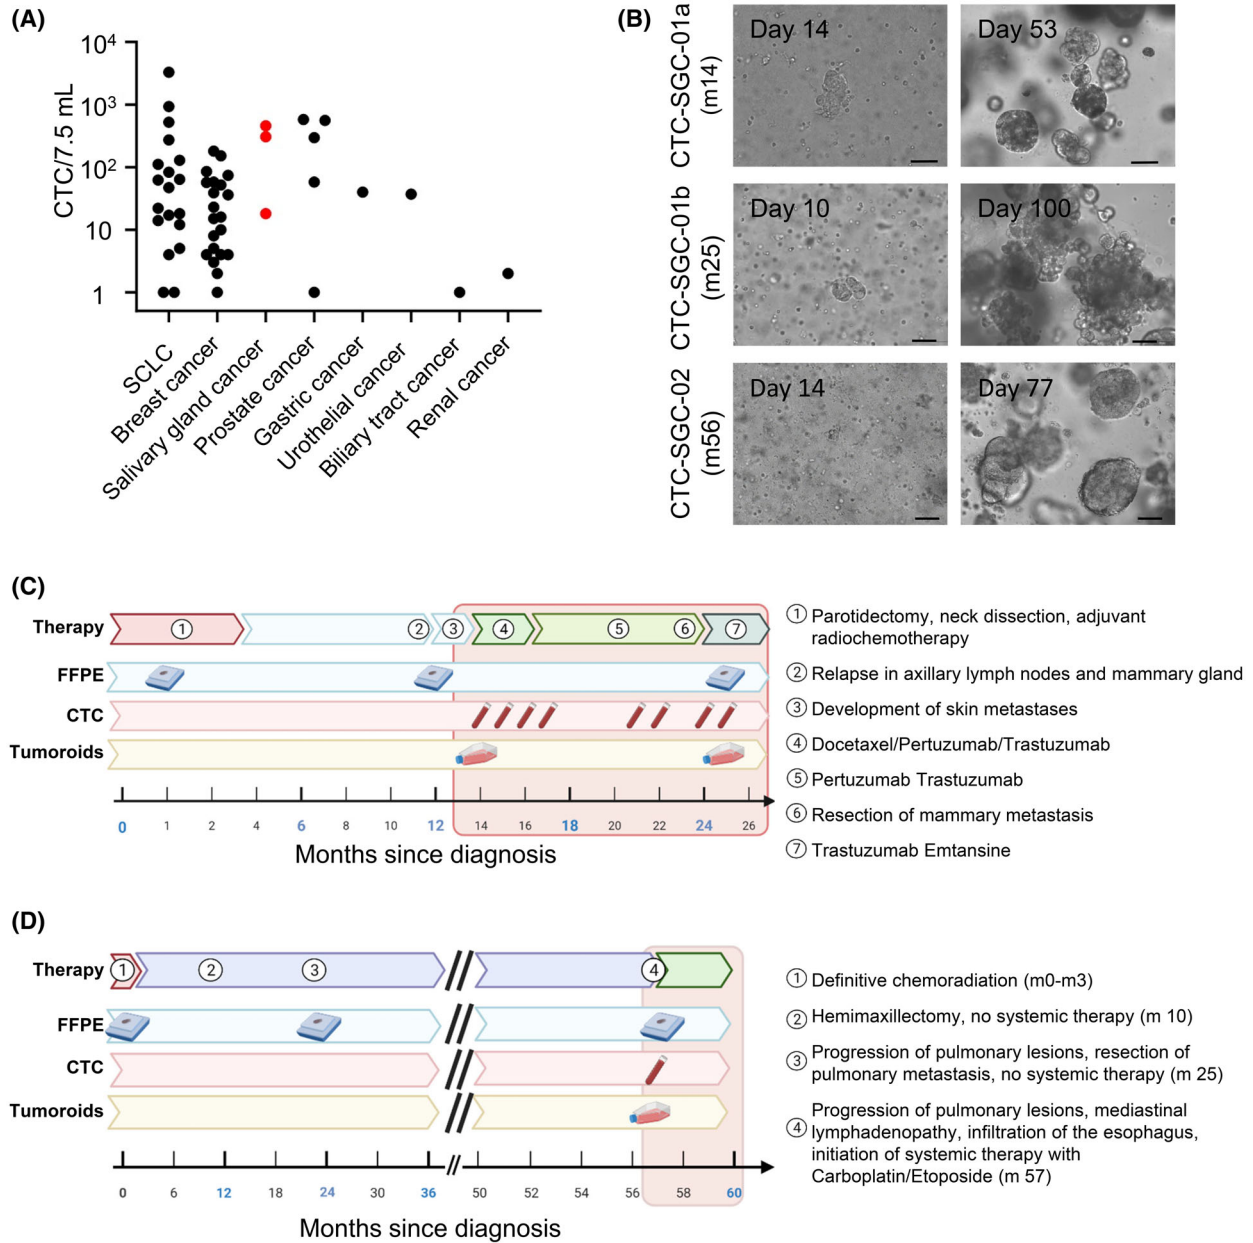 (A)
CTC/7.5 mL
10⁴
10³
10²
10
1
SCLC
Breast cancer
Salivary gland cancer
Prostate cancer
Gastric cancer
Urothelial cancer
Biliary tract cancer
Renal cancer
(B)
CTC-SGC-01a
(m14)
Day 14
Day 53
CTC-SGC-01b
(m25)
Day 10
Day 100
CTC-SGC-02
(m56)
Day 14
Day 77
(C)
Therapy
1 2 3 4 5 6 7
FFPE
CTC
Tumoroids
0 1 2 4 6 8 10 12 14 16 18 20 22 24 26
Months since diagnosis
1 Parotidectomy, neck dissection, adjuvant
radiochemotherapy
2 Relapse in axillary lymph nodes and mammary gland
3 Development of skin metastases
4 Docetaxel/Pertuzumab/Trastuzumab
5 Pertuzumab Trastuzumab
6 Resection of mammary metastasis
7 Trastuzumab Emtansine
(D)
Therapy
1 2 3 4
FFPE
CTC
Tumoroids
0 6 12 18 24 30 36 50 52 54 56 58 60
Months since diagnosis
1 Definitive chemoradiation (m0-m3)
2 Hemimaxillectomy, no systemic therapy (m 10)
3 Progression of pulmonary lesions, resection of
pulmonary metastasis, no systemic therapy (m 25)
4 Progression of pulmonary lesions, mediastinal
lymphadenopathy, infiltration of the esophagus,
initiation of systemic therapy with
Carboplatin/Etoposide (m 57)